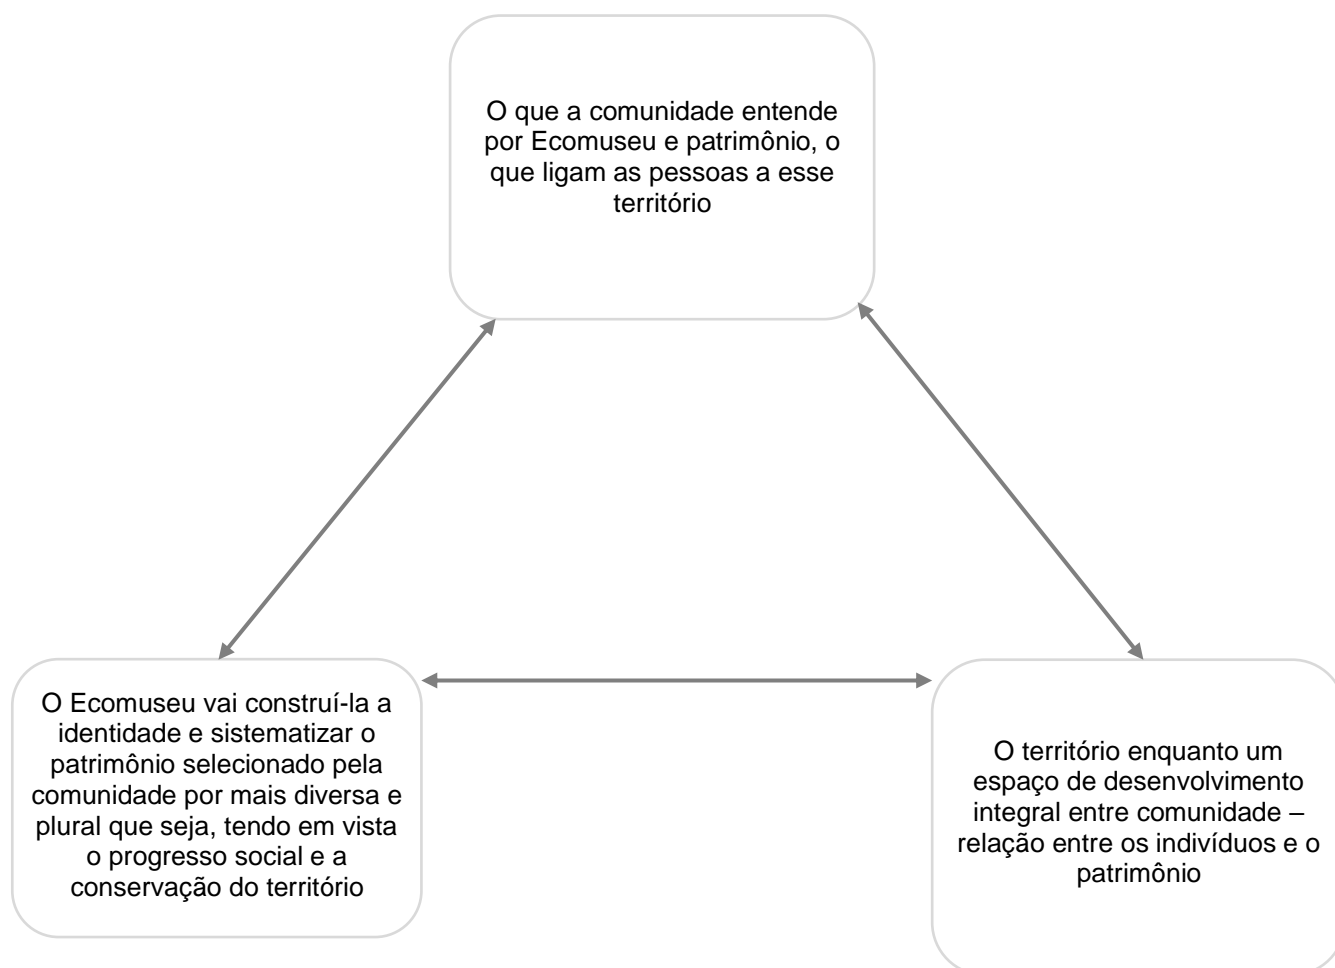 O que a comunidade entende
por Ecomuseu e patrimônio, o
que ligam as pessoas a esse
território
O Ecomuseu vai construí-la a
identidade e sistematizar o
patrimônio selecionado pela
comunidade por mais diversa e
plural que seja, tendo em vista
o progresso social e a
conservação do território
O território enquanto um
espaço de desenvolvimento
integral entre comunidade –
relação entre os indivíduos e o
patrimônio